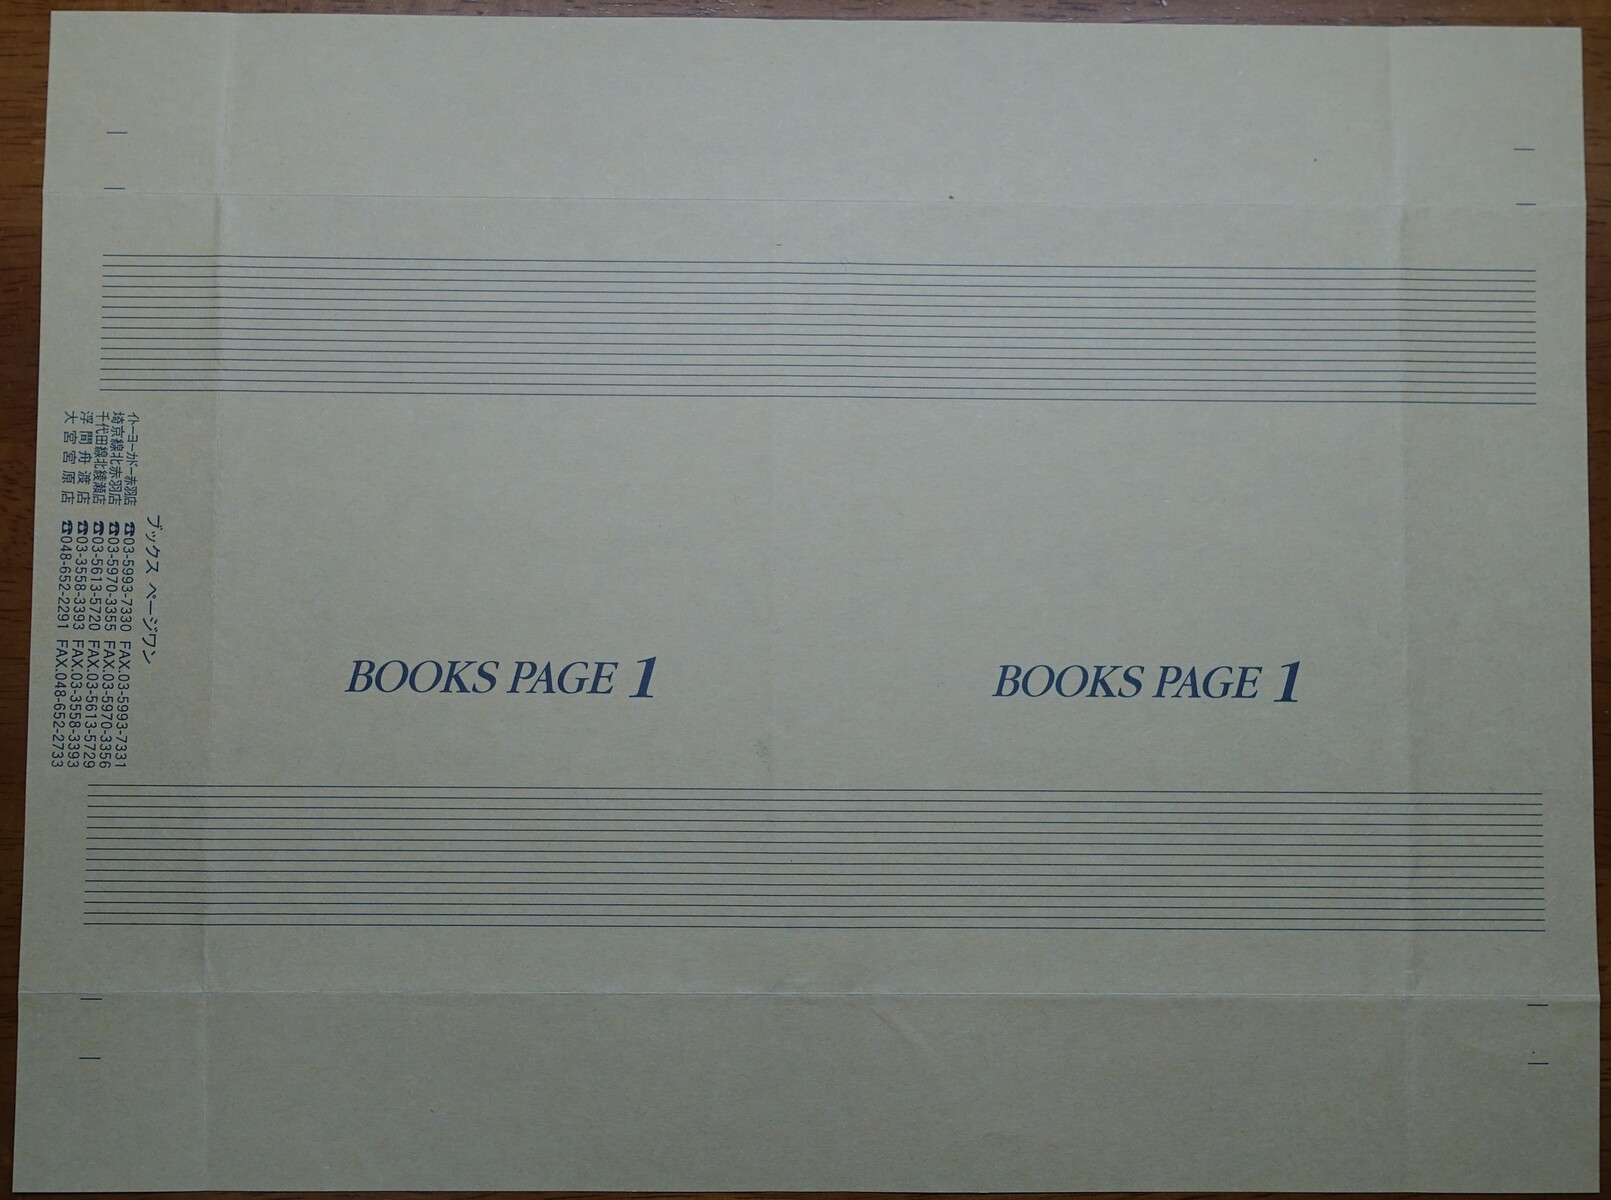 BOOKS PAGE 1
BOOKS PAGE 1
ブックス ページワン
イトーヨーカドー赤羽店 ☎03-5993-7330 FAX.03-5993-7331
埼京線北赤羽店 ☎03-5970-3355 FAX.03-5970-3356
千代田線北綾瀬店 ☎03-5613-5720 FAX.03-5613-5729
浮間舟渡店 ☎03-3558-3393 FAX.03-3558-3393
大宮宮原店 ☎048-652-2291 FAX.048-652-2733